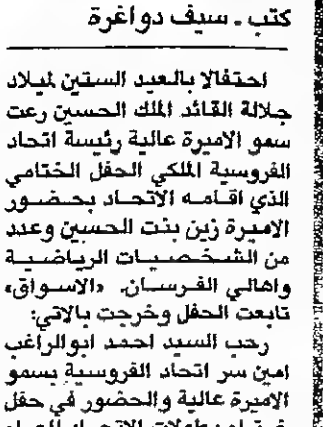 كتب ـ سيف دواغرة
احتفالا بالعيد الستين لميلاد
جلالة القائد الملك الحسين رعت
سمو الاميرة عالية رئيسة اتحاد
الفروسية الملكي الحفل الختامي
الذي اقامه الاتحاد بحضور
الاميرة زين بنت الحسين وعدد
من الشخصيات الرياضية
واهالي الفرسان. «الاسواق»
تابعت الحفل وخرجت بالاتي:
رحب السيد احمد ابوالراغب
امين سر اتحاد الفروسية بسمو
الاميرة عالية والحضور في حفل